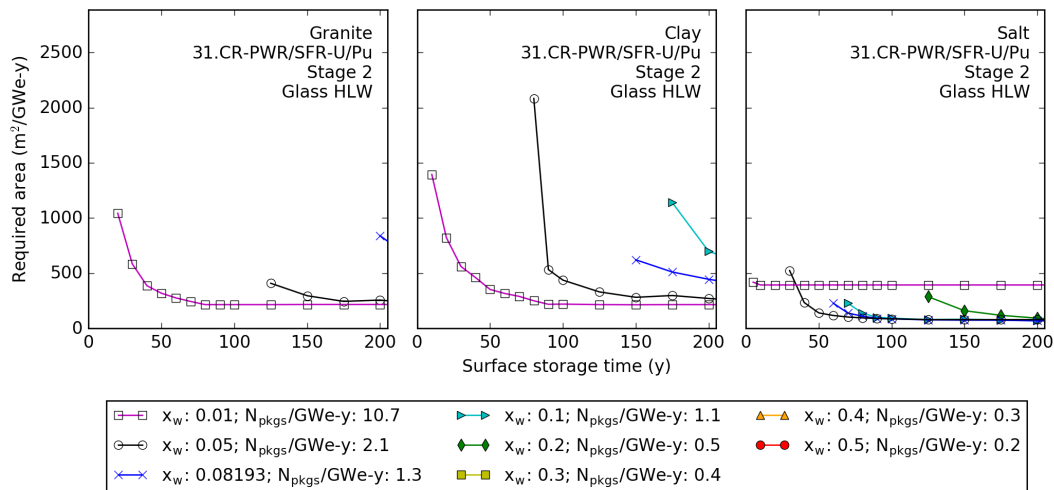 Granite
31.CR-PWR/SFR-U/Pu
Stage 2
Glass HLW
Clay
31.CR-PWR/SFR-U/Pu
Stage 2
Glass HLW
Salt
31.CR-PWR/SFR-U/Pu
Stage 2
Glass HLW
Required area (m²/GWe-y)
2500
2000
1500
1000
500
0
0 50 100 150 200
0 50 100 150 200
0 50 100 150 200
Surface storage time (y)
x_w: 0.01; N_pkgs/GWe-y: 10.7
x_w: 0.05; N_pkgs/GWe-y: 2.1
x_w: 0.08193; N_pkgs/GWe-y: 1.3
x_w: 0.1; N_pkgs/GWe-y: 1.1
x_w: 0.2; N_pkgs/GWe-y: 0.5
x_w: 0.3; N_pkgs/GWe-y: 0.4
x_w: 0.4; N_pkgs/GWe-y: 0.3
x_w: 0.5; N_pkgs/GWe-y: 0.2